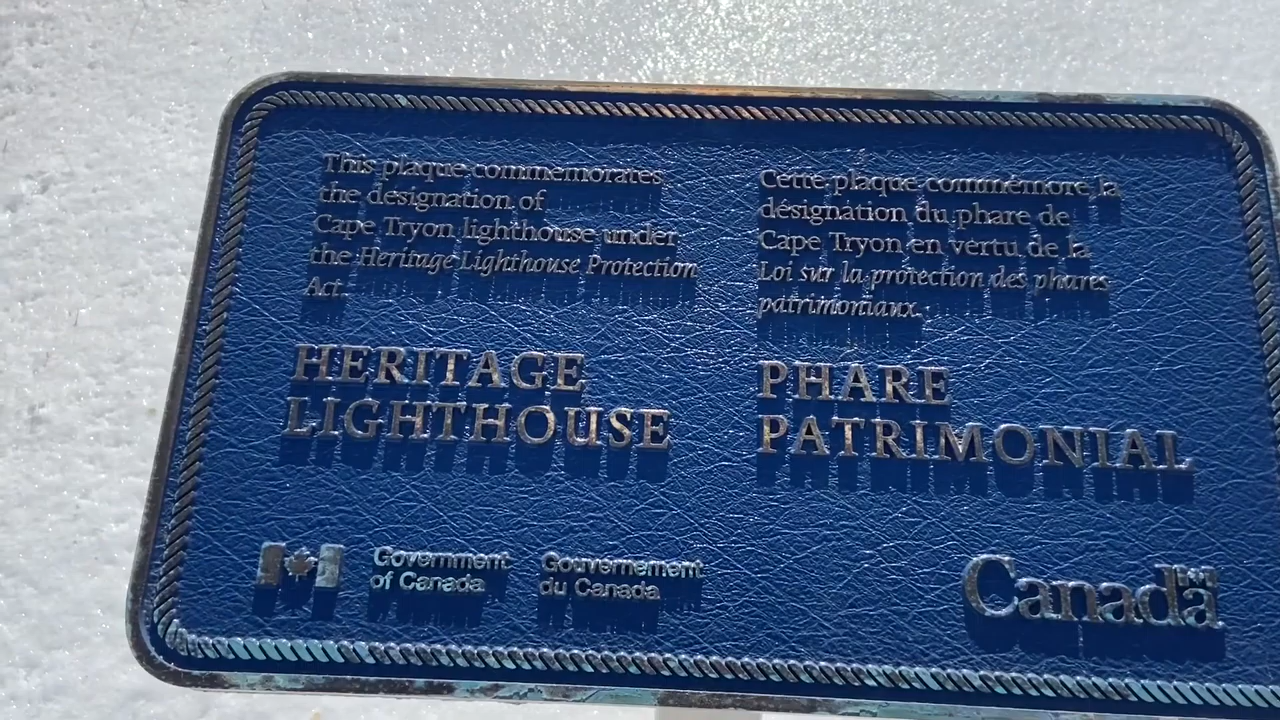 This plaque commemorates
the designation of
Cape Tryon lighthouse under
the Heritage Lighthouse Protection
Act.
HERITAGE
LIGHTHOUSE
Cette plaque commémore la
désignation du phare de
Cape Tryon en vertu de la
Loi sur la protection des phares
patrimoniaux.
PHARE
PATRIMONIAL
Government
of Canada
Gouvernement
du Canada
Canada